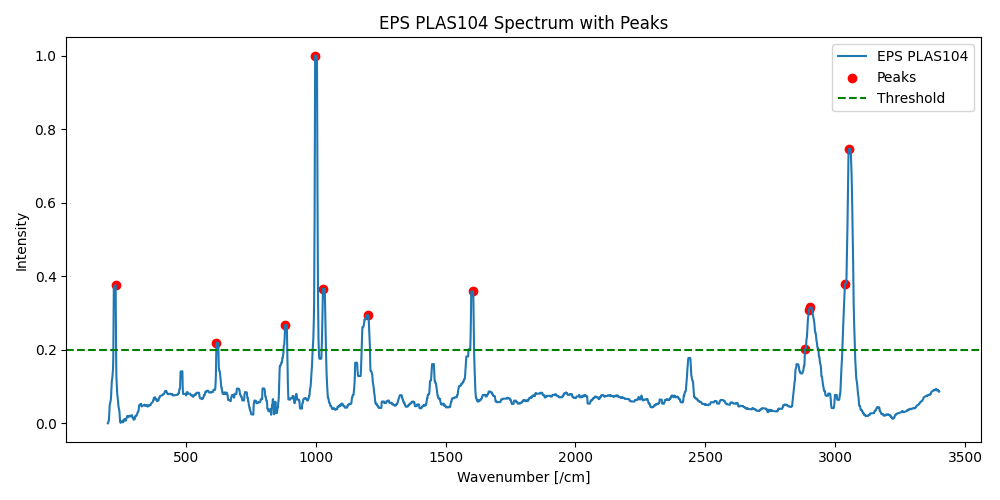 EPS PLAS104 Spectrum with Peaks
EPS PLAS104
Peaks
Threshold
Intensity
1.0
0.8
0.6
0.4
0.2
0.0
500 1000 1500 2000 2500 3000 3500
Wavenumber [/cm]